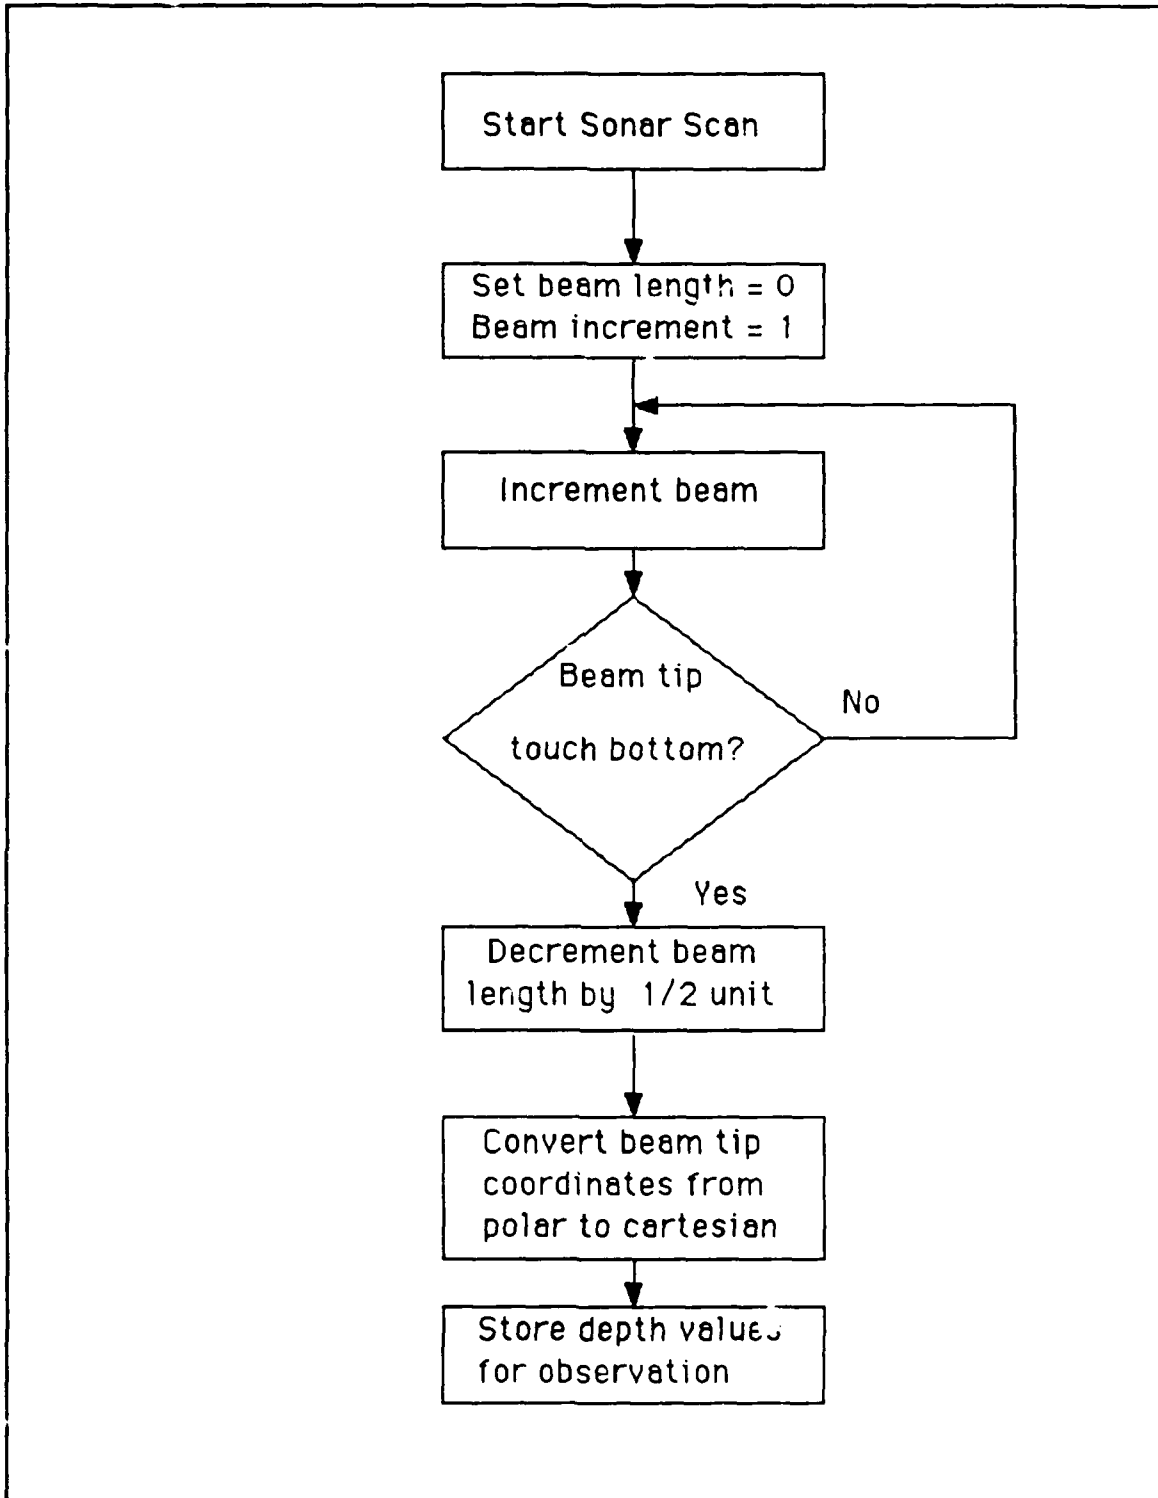 Start Sonar Scan
Set beam length = 0
Beam increment = 1
Increment beam
Beam tip
touch bottom?
No
Yes
Decrement beam
length by 1/2 unit
Convert beam tip
coordinates from
polar to cartesian
Store depth values
for observation